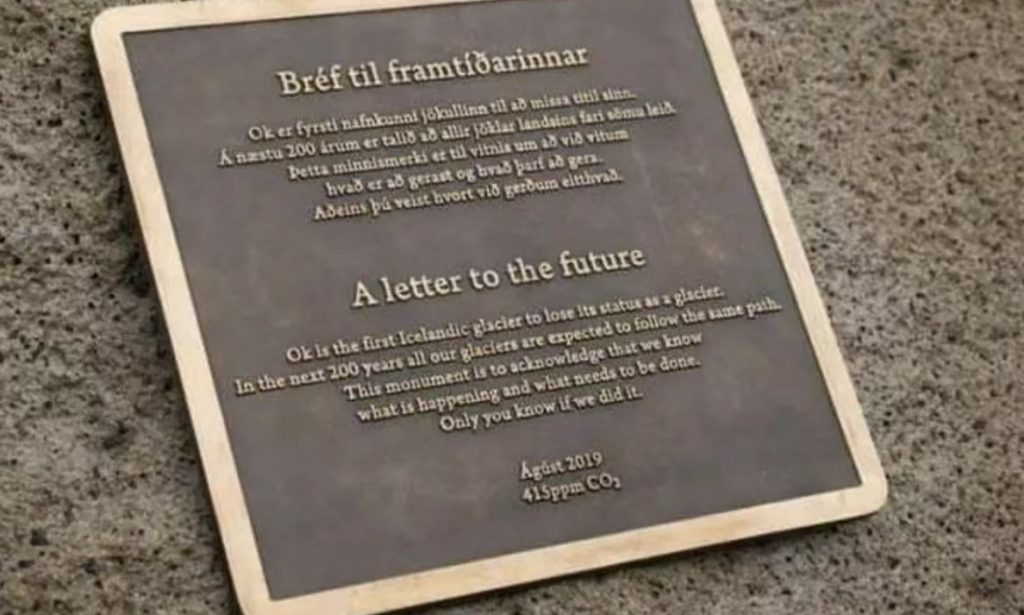 Bréf til framtíðarinnar
Ok er fyrsti nafnkunni jökullinn til að missa titil sinn.
Á næstu 200 árum er talið að allir jöklar landsins fari sömu leið.
Þetta minnismerki er til vitnis um að við vitum
hvað er að gerast og hvað þarf að gera.
Aðeins þú veist hvort við gerðum eitthvað.
A letter to the future
Ok is the first Icelandic glacier to lose its status as a glacier.
In the next 200 years all our glaciers are expected to follow the same path.
This monument is to acknowledge that we know
what is happening and what needs to be done.
Only you know if we did it.
Ágúst 2019
415ppm CO₂